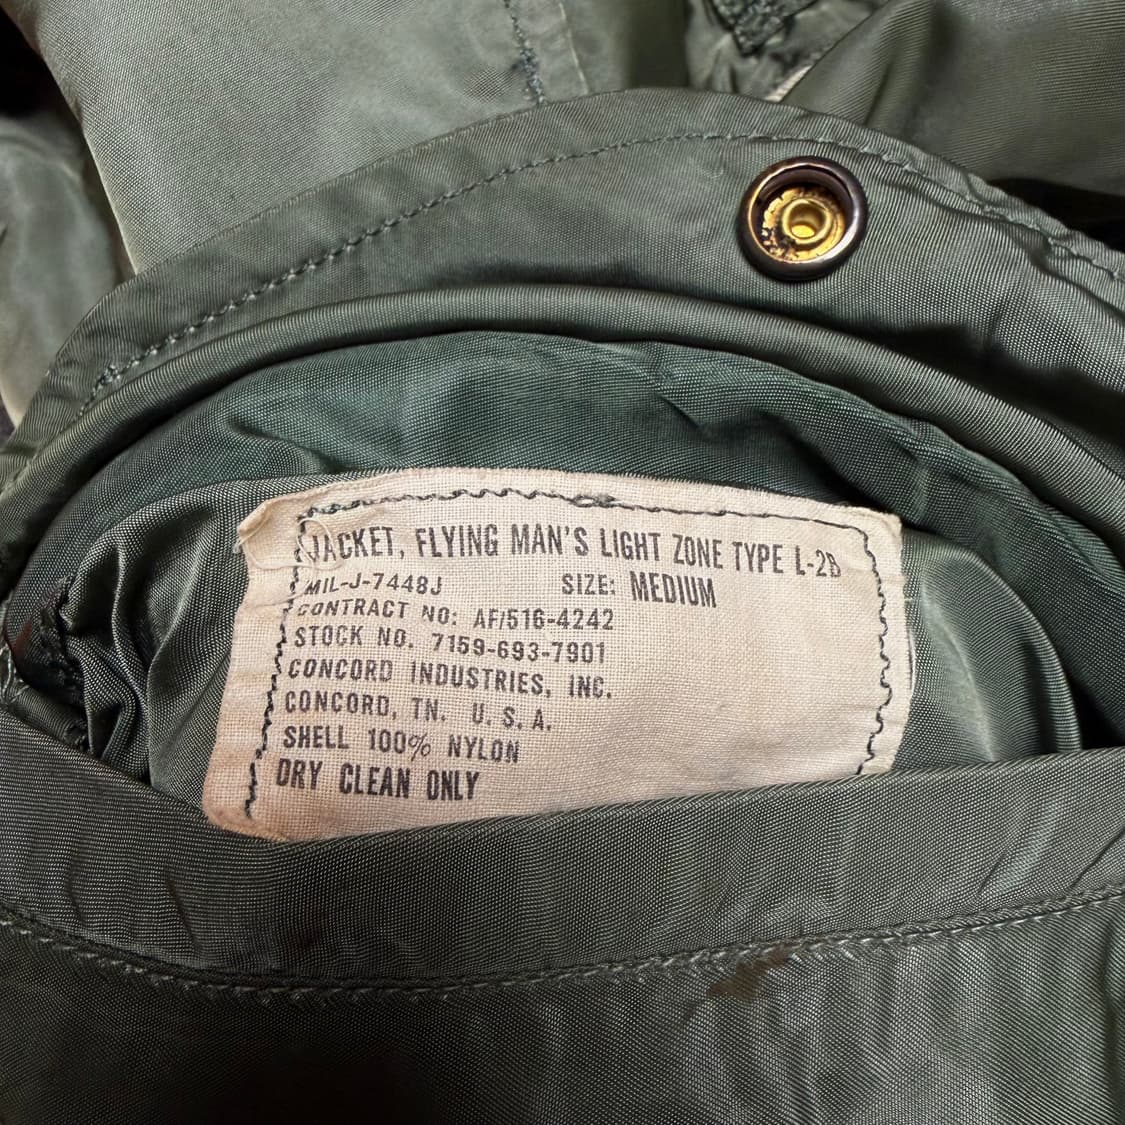 JACKET, FLYING MAN'S LIGHT ZONE TYPE L-2B
MIL-J-7448J SIZE: MEDIUM
CONTRACT NO: AF/516-4242
STOCK NO. 7159-693-7901
CONCORD INDUSTRIES, INC.
CONCORD, TN. U.S.A.
SHELL 100% NYLON
DRY CLEAN ONLY